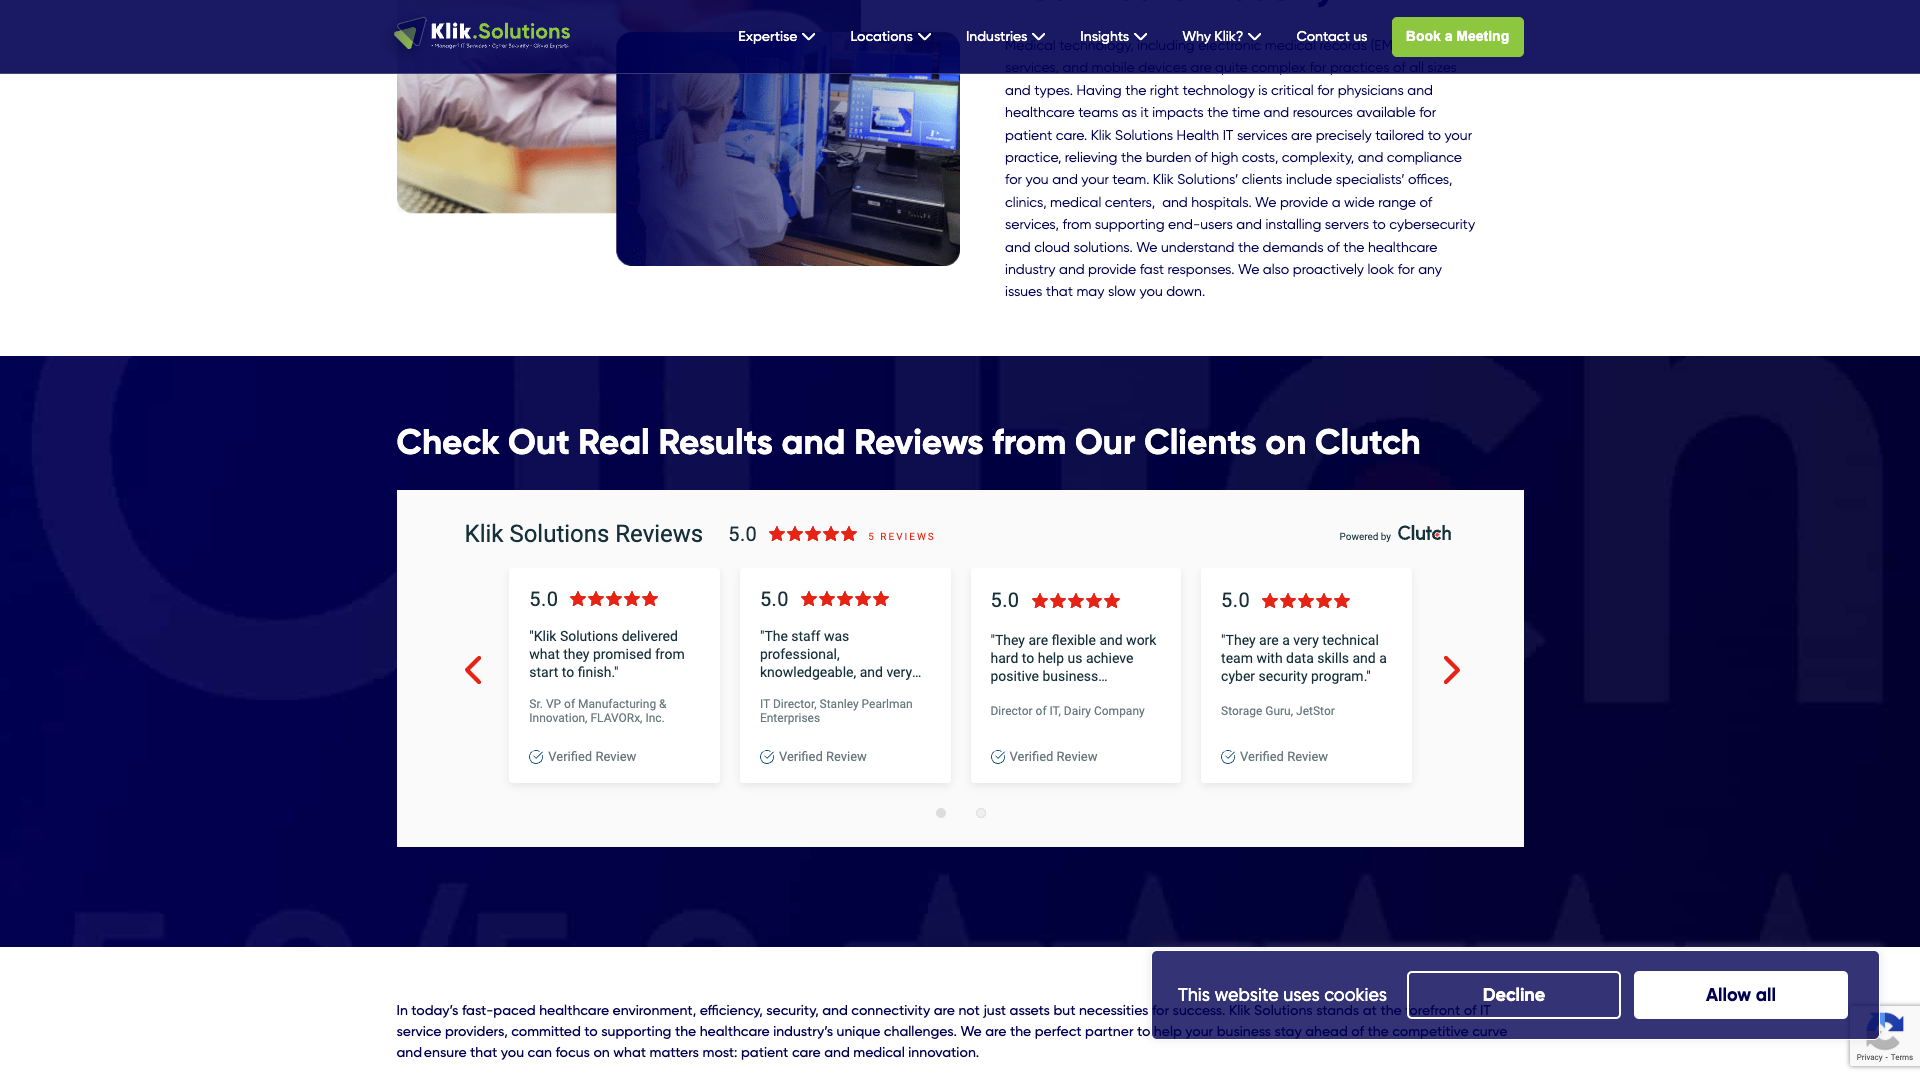 Klik.Solutions
• Managed IT Services • Cyber Security • Cloud Experts
Expertise
Locations
Industries
Insights
Why Klik?
Contact us
Book a Meeting
Medical technology, including electronic medical records (EM
services, and mobile devices are quite complex for practices of all sizes
and types. Having the right technology is critical for physicians and
healthcare teams as it impacts the time and resources available for
patient care. Klik Solutions Health IT services are precisely tailored to your
practice, relieving the burden of high costs, complexity, and compliance
for you and your team. Klik Solutions’ clients include specialists’ offices,
clinics, medical centers, and hospitals. We provide a wide range of
services, from supporting end-users and installing servers to cybersecurity
and cloud solutions. We understand the demands of the healthcare
industry and provide fast responses. We also proactively look for any
issues that may slow you down.
Check Out Real Results and Reviews from Our Clients on Clutch
Klik Solutions Reviews
5.0
5 REVIEWS
Powered by Clutch
5.0
"Klik Solutions delivered
what they promised from
start to finish."
Sr. VP of Manufacturing &
Innovation, FLAVORx, Inc.
Verified Review
5.0
"The staff was
professional,
knowledgeable, and very...
IT Director, Stanley Pearlman
Enterprises
Verified Review
5.0
"They are flexible and work
hard to help us achieve
positive business...
Director of IT, Dairy Company
Verified Review
5.0
"They are a very technical
team with data skills and a
cyber security program."
Storage Guru, JetStor
Verified Review
In today’s fast-paced healthcare environment, efficiency, security, and connectivity are not just assets but necessities for success. Klik Solutions stands at the forefront of IT
service providers, committed to supporting the healthcare industry’s unique challenges. We are the perfect partner to help your business stay ahead of the competitive curve
and ensure that you can focus on what matters most: patient care and medical innovation.
This website uses cookies
Decline
Allow all
Privacy - Terms